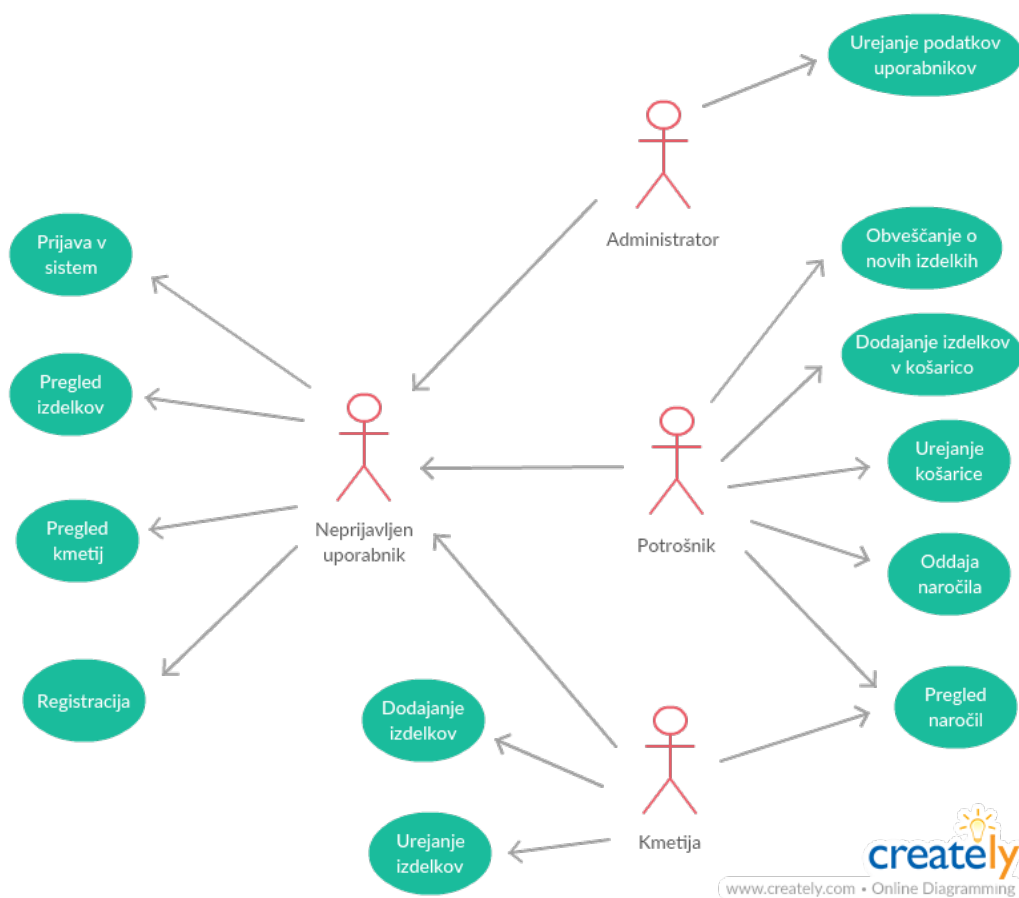 Urejanje podatkov
uporabnikov
Administrator
Prijava v
sistem
Obveščanje o
novih izdelkih
Dodajanje izdelkov
v košarico
Pregled
izdelkov
Urejanje
košarice
Pregled
kmetij
Neprijavljen
uporabnik
Potrošnik
Oddaja
naročila
Registracija
Dodajanje
izdelkov
Pregled
naročil
Urejanje
izdelkov
Kmetija
creately
www.creately.com • Online Diagramming